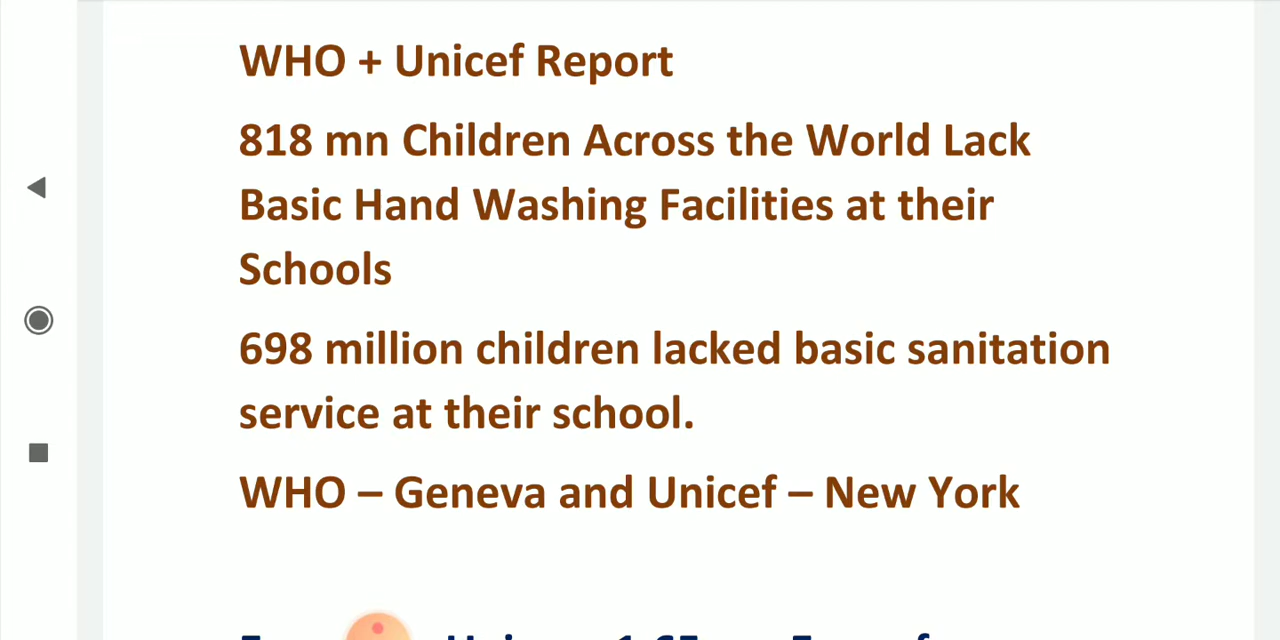 WHO + Unicef Report
818 mn Children Across the World Lack
Basic Hand Washing Facilities at their
Schools
698 million children lacked basic sanitation
service at their school.
WHO – Geneva and Unicef – New York